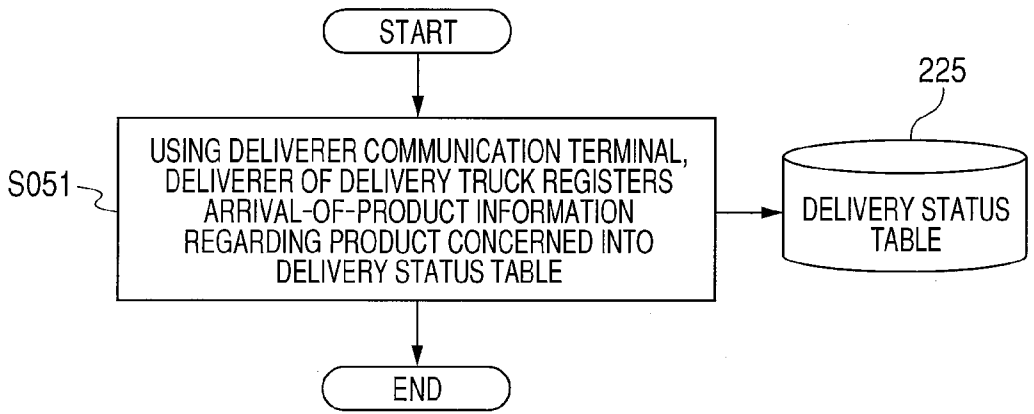 START
225
S051
USING DELIVERER COMMUNICATION TERMINAL,
DELIVERER OF DELIVERY TRUCK REGISTERS
ARRIVAL-OF-PRODUCT INFORMATION
REGARDING PRODUCT CONCERNED INTO
DELIVERY STATUS TABLE
DELIVERY STATUS
TABLE
END